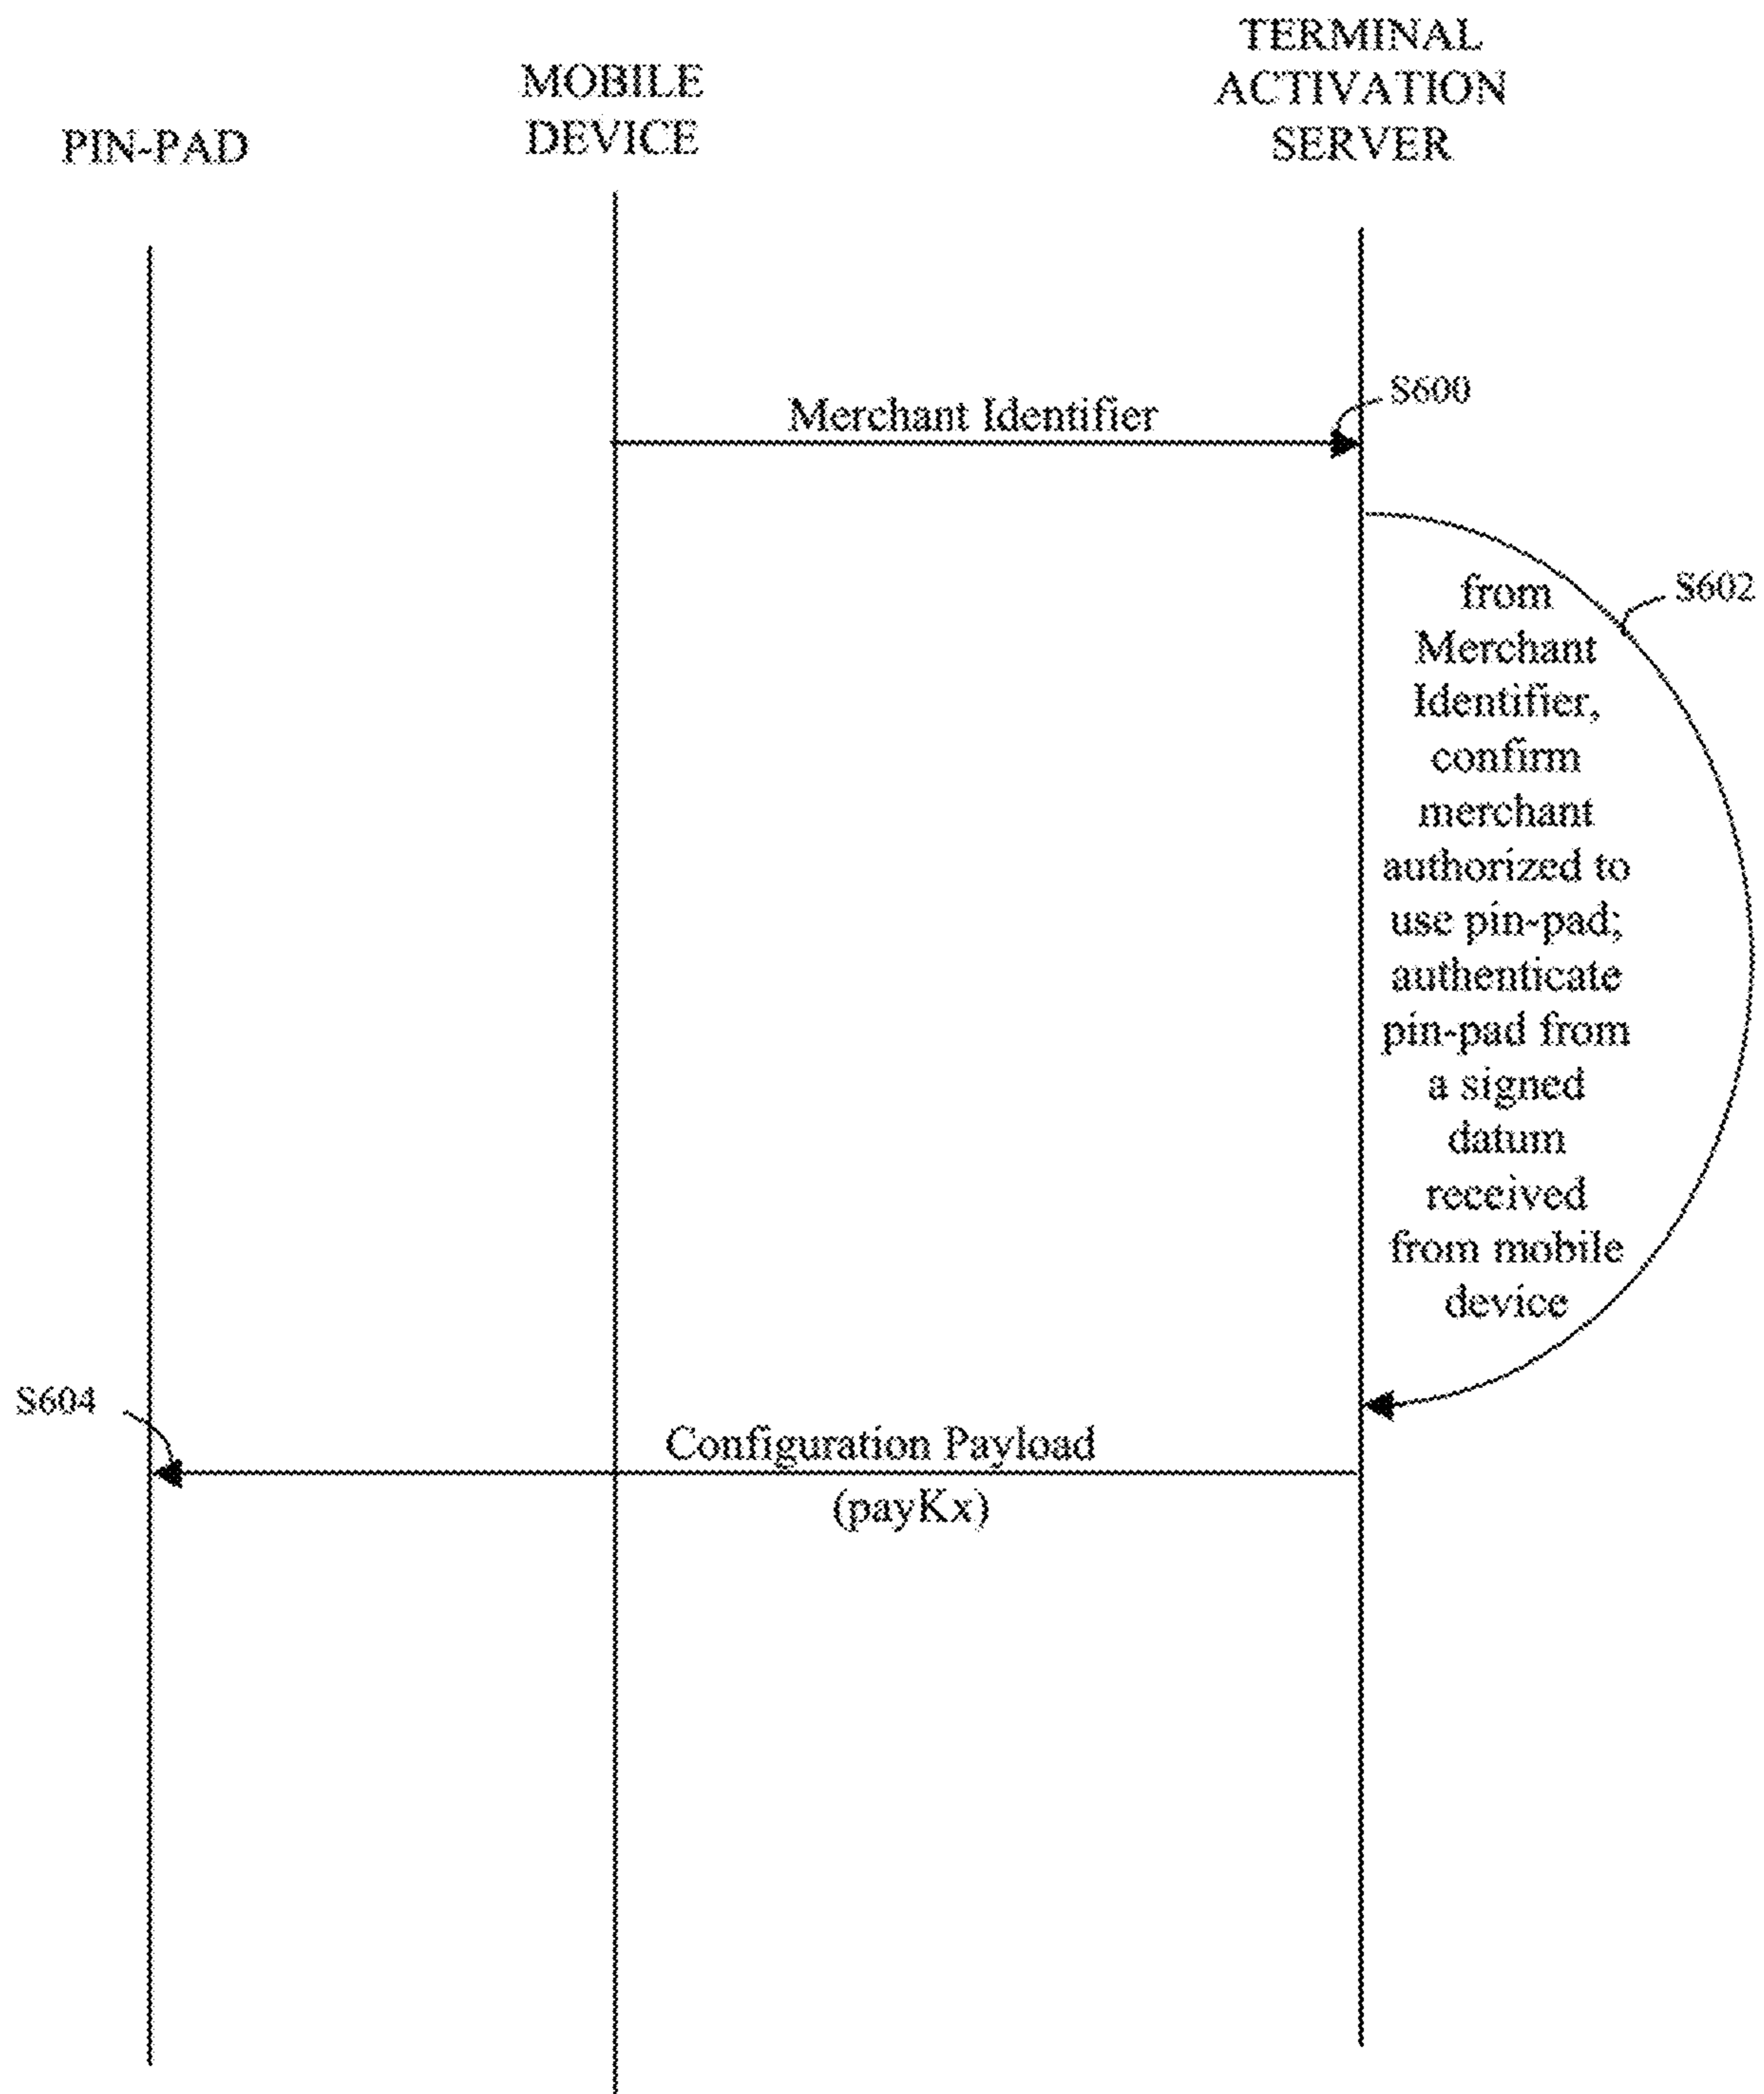 PIN-PAD
MOBILE
DEVICE
TERMINAL
ACTIVATION
SERVER
Merchant Identifier
S600
S602
from
Merchant
Identifier,
confirm
merchant
authorized to
use pin-pad;
authenticate
pin-pad from
a signed
datum
received
from mobile
device
S604
Configuration Payload
(payKx)